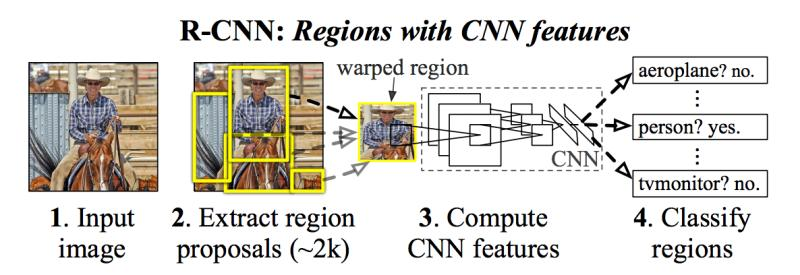 R-CNN: Regions with CNN features
warped region
aeroplane? no.
⋮
person? yes.
⋮
tvmonitor? no.
CNN
1. Input
image
2. Extract region
proposals (~2k)
3. Compute
CNN features
4. Classify
regions